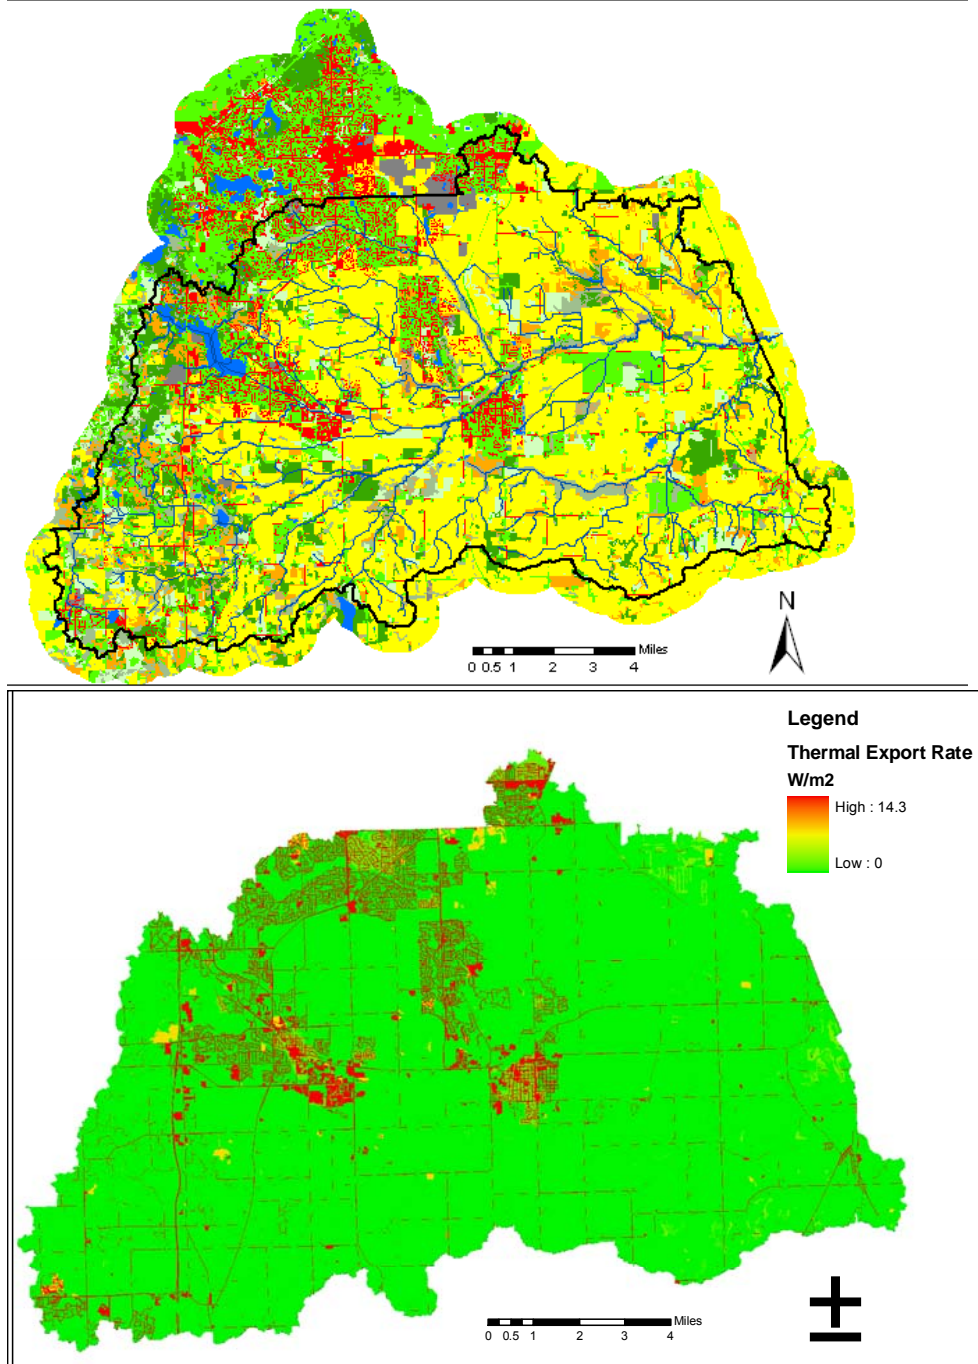 N
Miles
0 0.5 1 2 3 4
Legend
Thermal Export Rate
W/m2
High : 14.3
Low : 0
Miles
0 0.5 1 2 3 4